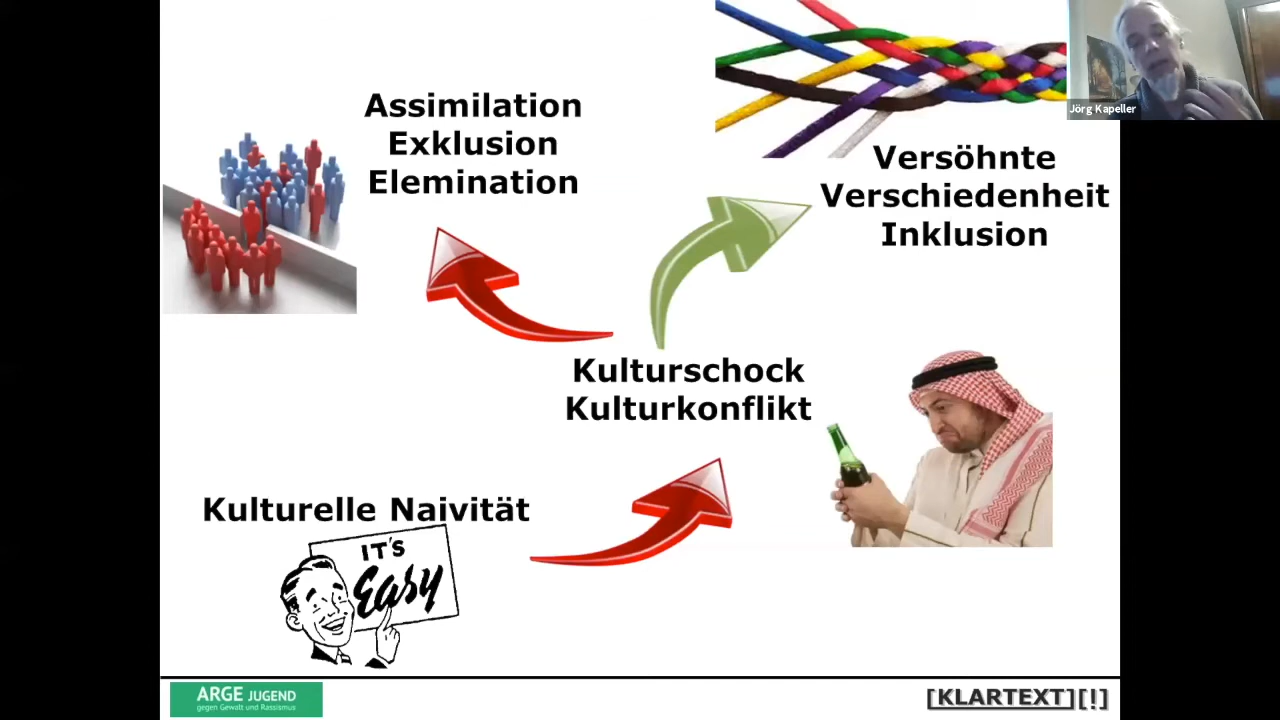 Assimilation
Exklusion
Elemination
Jörg Kapeller
Versöhnte
Verschiedenheit
Inklusion
Kulturschock
Kulturkonflikt
Kulturelle Naivität
IT'S
Easy
ARGE JUGEND
gegen Gewalt und Rassismus
[KLARTEXT][!]